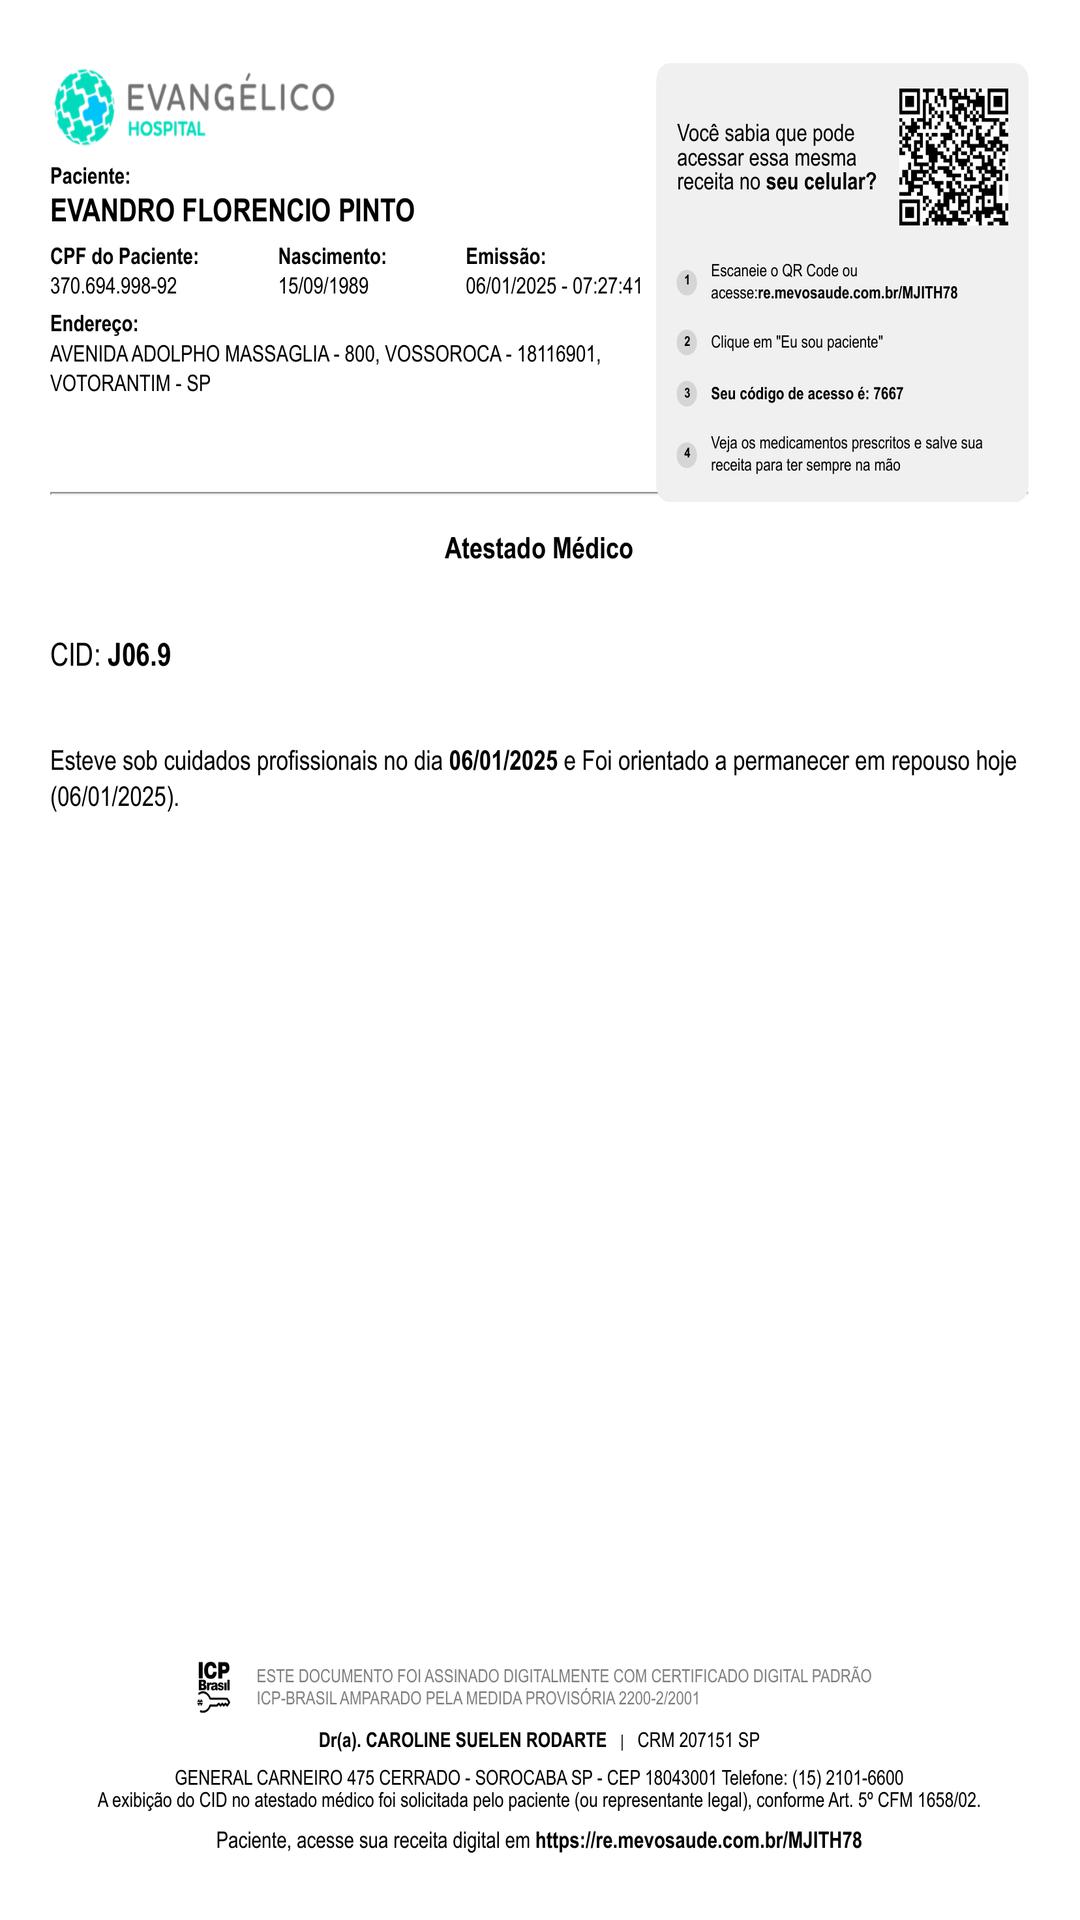 EVANGÉLICO
HOSPITAL
Paciente:
EVANDRO FLORENCIO PINTO
CPF do Paciente: Nascimento: Emissão:
370.694.998-92 15/09/1989 06/01/2025 - 07:27:41
Endereço:
AVENIDA ADOLPHO MASSAGLIA - 800, VOSSOROCA - 18116901,
VOTORANTIM - SP
Você sabia que pode
acessar essa mesma
receita no seu celular?
1 Escaneie o QR Code ou
acesse:re.mevosaude.com.br/MJITH78
2 Clique em "Eu sou paciente"
3 Seu código de acesso é: 7667
4 Veja os medicamentos prescritos e salve sua
receita para ter sempre na mão
Atestado Médico
CID: J06.9
Esteve sob cuidados profissionais no dia 06/01/2025 e Foi orientado a permanecer em repouso hoje
(06/01/2025).
ICP
Brasil
ESTE DOCUMENTO FOI ASSINADO DIGITALMENTE COM CERTIFICADO DIGITAL PADRÃO
ICP-BRASIL AMPARADO PELA MEDIDA PROVISÓRIA 2200-2/2001
Dr(a). CAROLINE SUELEN RODARTE | CRM 207151 SP
GENERAL CARNEIRO 475 CERRADO - SOROCABA SP - CEP 18043001 Telefone: (15) 2101-6600
A exibição do CID no atestado médico foi solicitada pelo paciente (ou representante legal), conforme Art. 5º CFM 1658/02.
Paciente, acesse sua receita digital em https://re.mevosaude.com.br/MJITH78